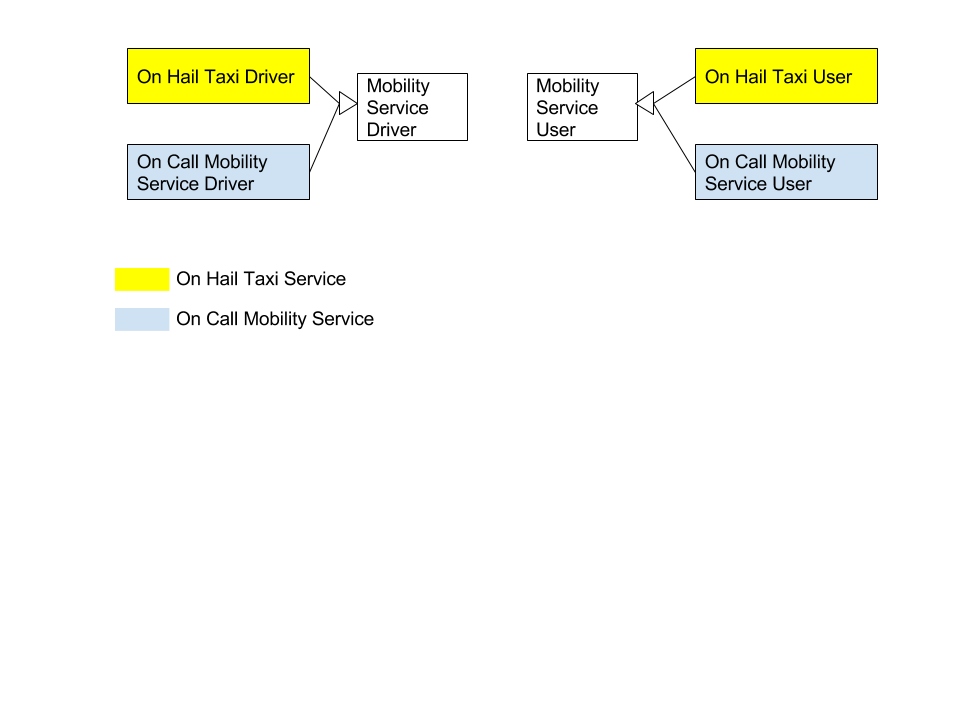 On Hail Taxi Driver
Mobility
Service
Driver
On Call Mobility
Service Driver
Mobility
Service
User
On Hail Taxi User
On Call Mobility
Service User
On Hail Taxi Service
On Call Mobility Service